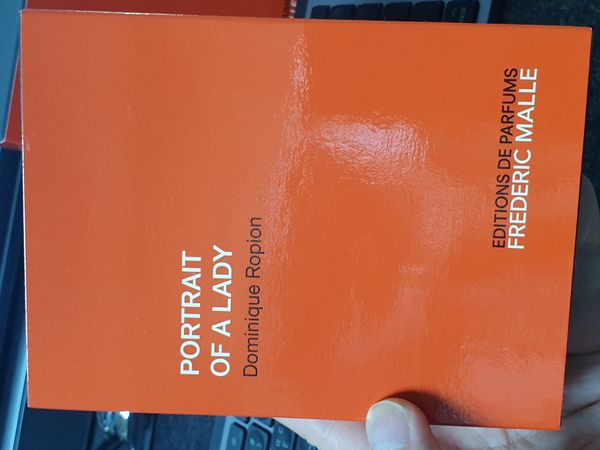 PORTRAIT
OF A LADY
Dominique Ropion
EDITIONS DE PARFUMS
FREDERIC MALLE